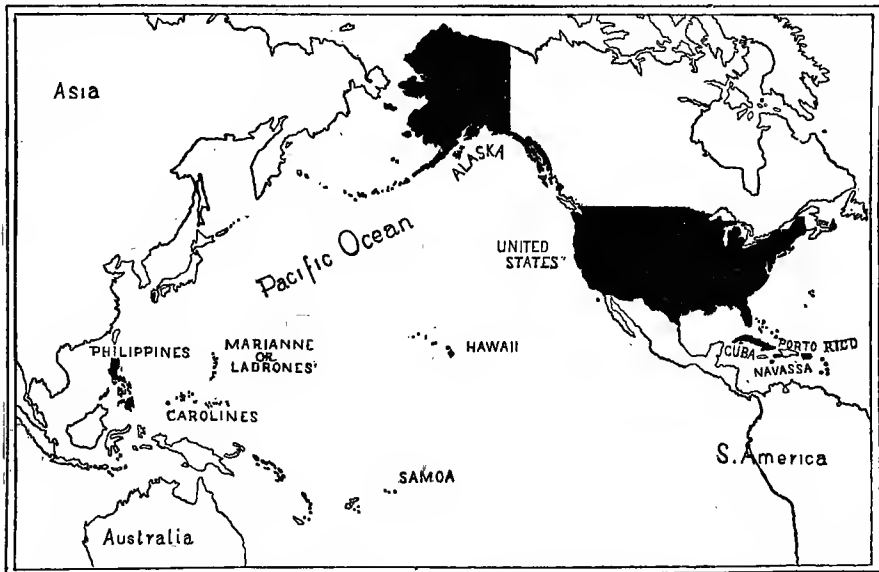 Asia
ALASKA
Pacific Ocean
UNITED
STATES
PHILIPPINES
MARIANNE
OR
LADRONES
HAWAII
CUBA
PORTO RICO
NAVASSA
CAROLINES
SAMOA
S. America
Australia